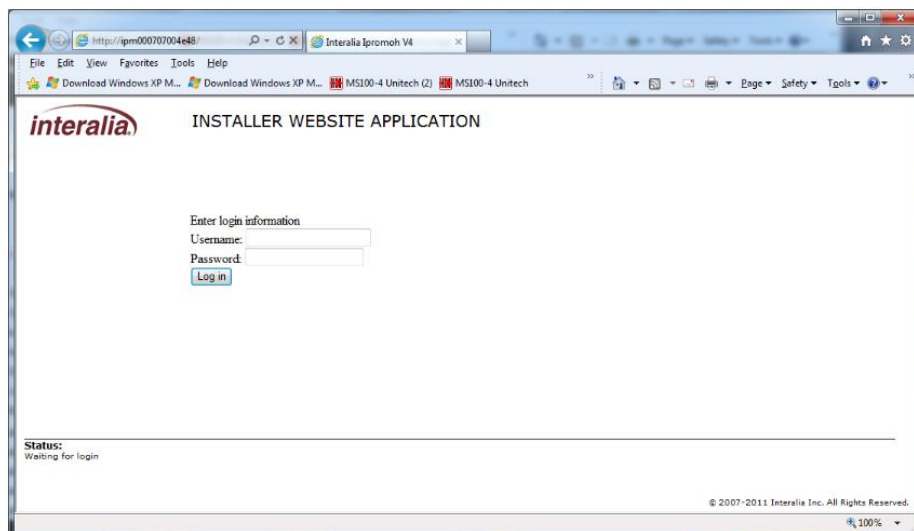 http://ipm000707004e48/
Interalia Ipromoh V4
File Edit View Favorites Tools Help
Download Windows XP M... Download Windows XP M... MS100-4 Unitech (2) MS100-4 Unitech
Page Safety Tools
interalia
INSTALLER WEBSITE APPLICATION
Enter login information
Username:
Password:
Log in
Status:
Waiting for login
© 2007-2011 Interalia Inc. All Rights Reserved.
100%